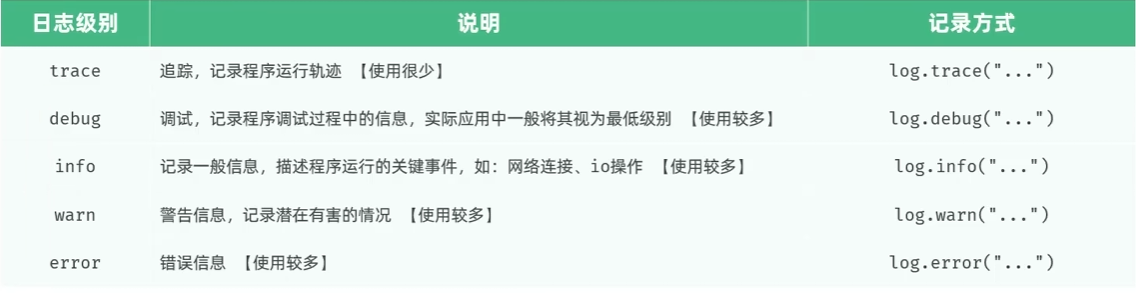 日志级别 说明 记录方式
trace 追踪，记录程序运行轨迹 【使用很少】 log.trace("...")
debug 调试，记录程序调试过程中的信息，实际应用中一般将其视为最低级别 【使用较多】 log.debug("...")
info 记录一般信息，描述程序运行的关键事件，如：网络连接、io操作 【使用较多】 log.info("...")
warn 警告信息，记录潜在有害的情况 【使用较多】 log.warn("...")
error 错误信息 【使用较多】 log.error("...")